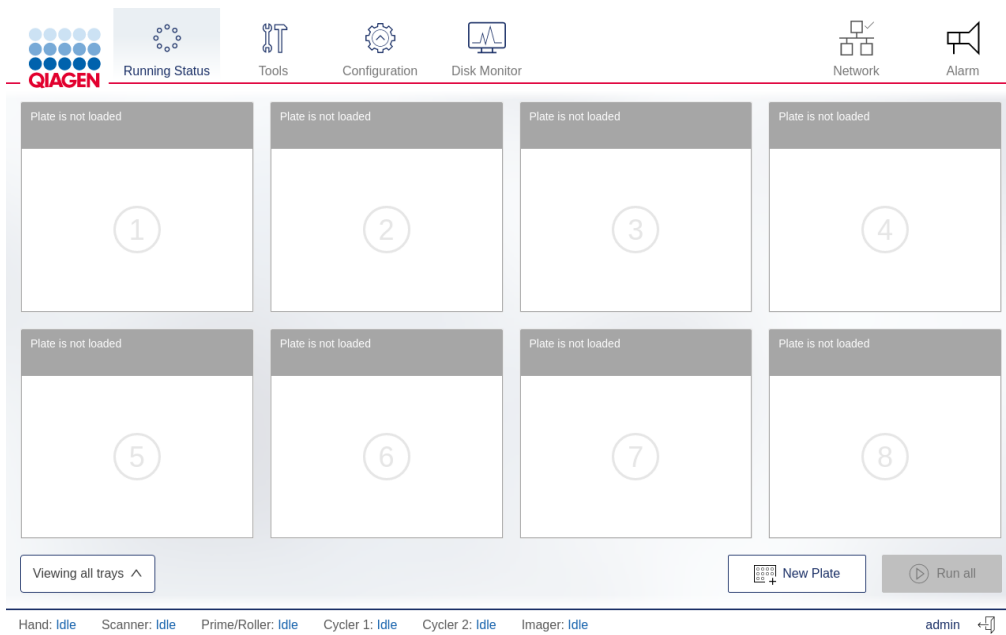 QIAGEN
Running Status
Tools
Configuration
Disk Monitor
Network
Alarm
Plate is not loaded
Plate is not loaded
Plate is not loaded
Plate is not loaded
1
2
3
4
Plate is not loaded
Plate is not loaded
Plate is not loaded
Plate is not loaded
5
6
7
8
Viewing all trays
New Plate
Run all
Hand: Idle
Scanner: Idle
Prime/Roller: Idle
Cycler 1: Idle
Cycler 2: Idle
Imager: Idle
admin